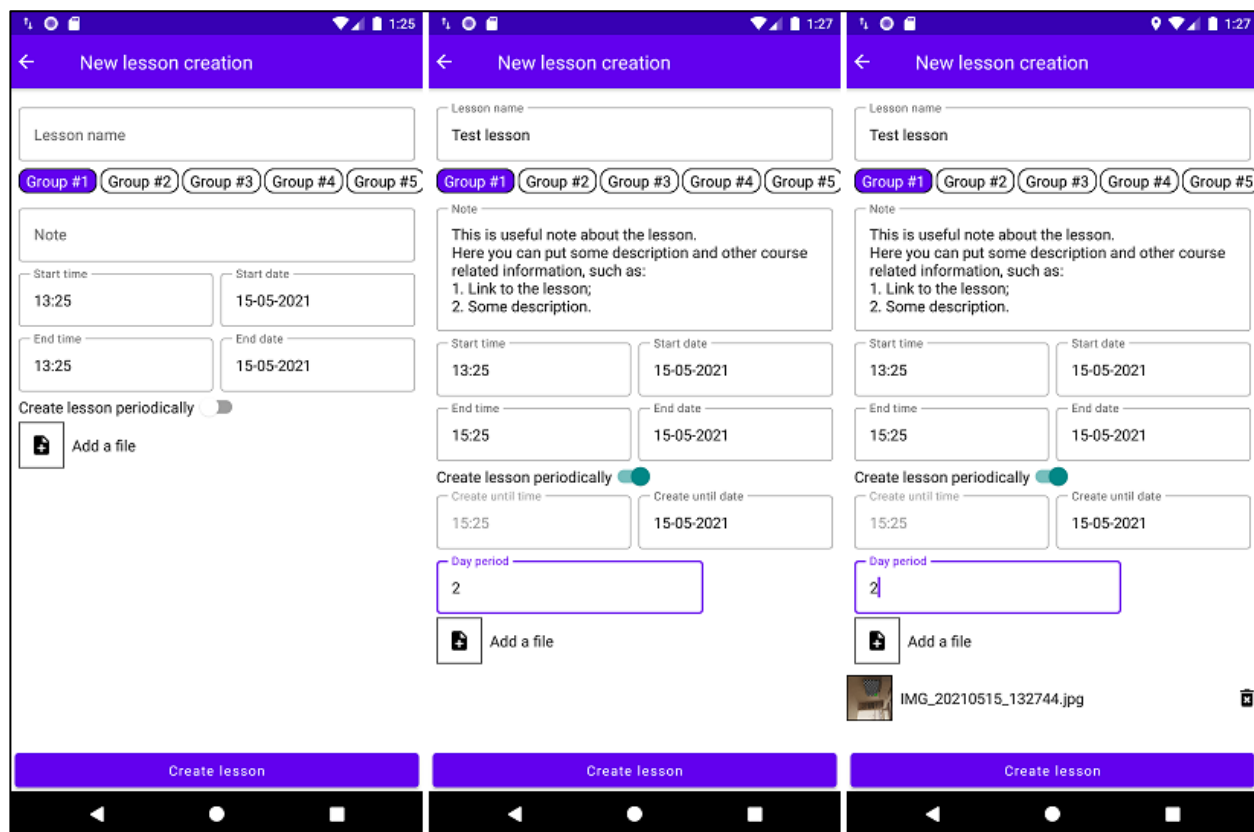 1:25
New lesson creation
Lesson name
Group #1 Group #2 Group #3 Group #4 Group #5
Note
Start time Start date
13:25 15-05-2021
End time End date
13:25 15-05-2021
Create lesson periodically
Add a file
Create lesson
1:27
New lesson creation
Lesson name
Test lesson
Group #1 Group #2 Group #3 Group #4 Group #5
Note
This is useful note about the lesson.
Here you can put some description and other course
related information, such as:
1. Link to the lesson;
2. Some description.
Start time Start date
13:25 15-05-2021
End time End date
15:25 15-05-2021
Create lesson periodically
Create until time Create until date
15:25 15-05-2021
Day period
2
Add a file
Create lesson
1:27
New lesson creation
Lesson name
Test lesson
Group #1 Group #2 Group #3 Group #4 Group #5
Note
This is useful note about the lesson.
Here you can put some description and other course
related information, such as:
1. Link to the lesson;
2. Some description.
Start time Start date
13:25 15-05-2021
End time End date
15:25 15-05-2021
Create lesson periodically
Create until time Create until date
15:25 15-05-2021
Day period
2
Add a file
IMG_20210515_132744.jpg
Create lesson